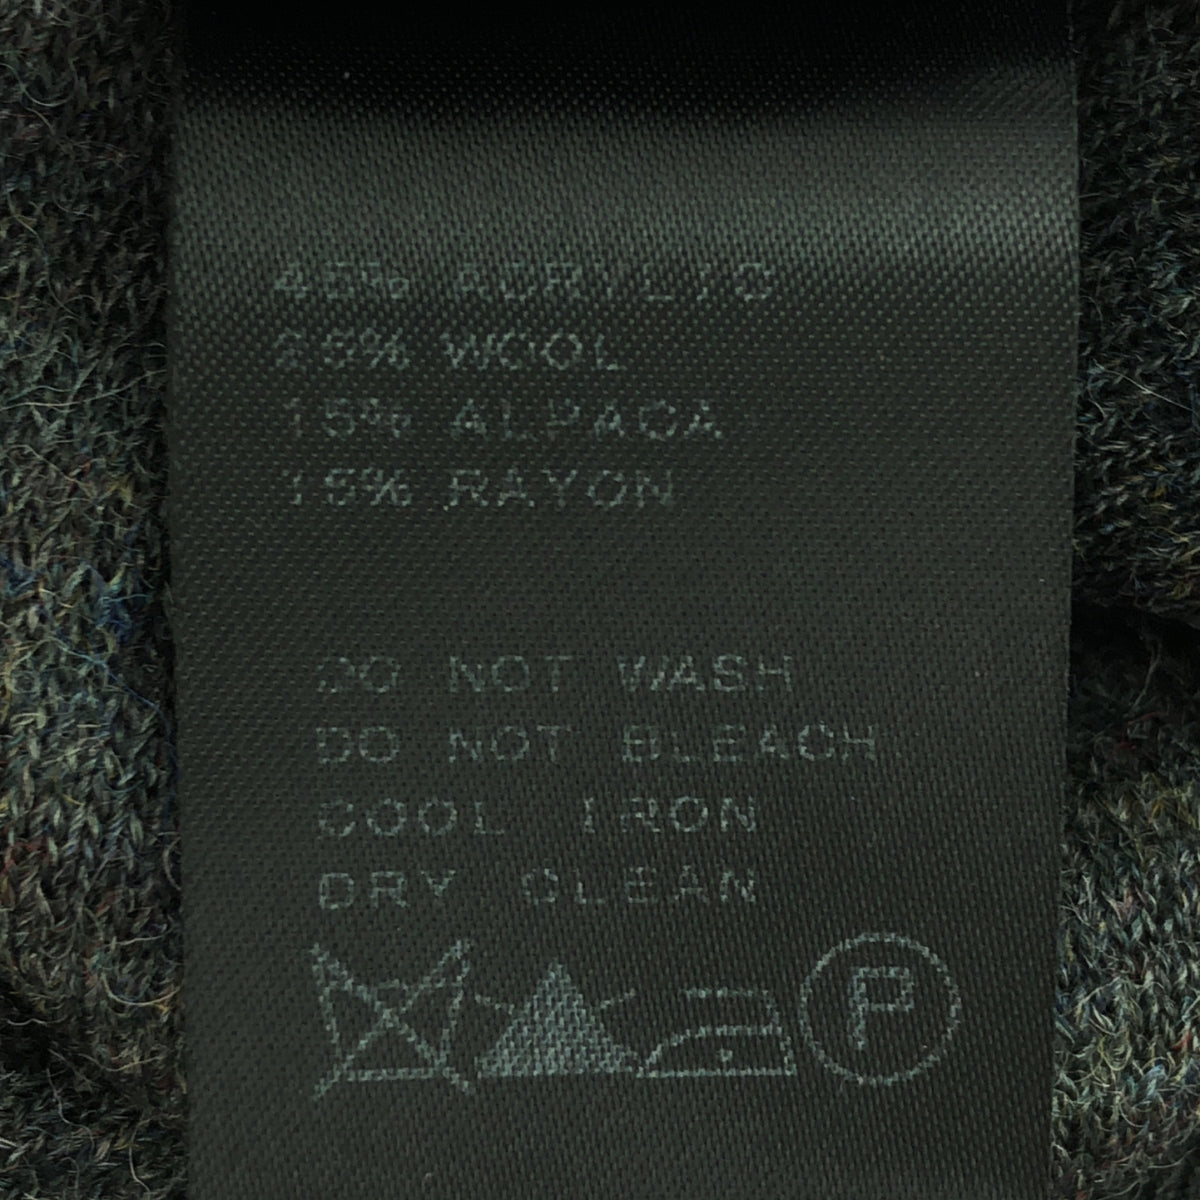 45% ACRYLIC
25% WOOL
15% ALPACA
15% RAYON
DO NOT WASH
DO NOT BLEACH
COOL IRON
DRY CLEAN
P